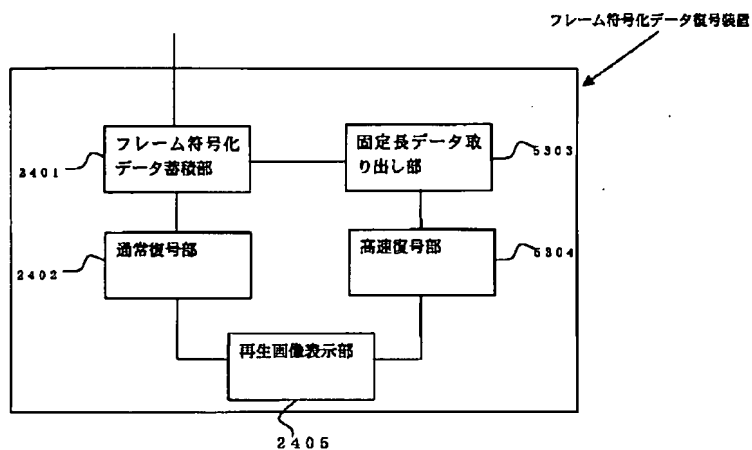 フレーム符号化データ復号装置
フレーム符号化
データ蓄積部
2401
固定長データ取
り出し部
5303
通常復号部
2402
高速復号部
5304
再生画像表示部
2405